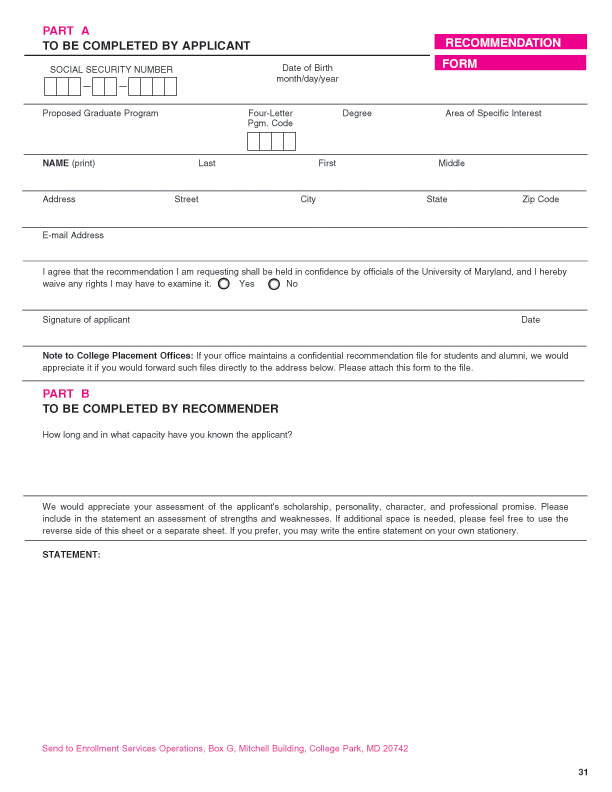 PART A
TO BE COMPLETED BY APPLICANT
RECOMMENDATION
FORM
SOCIAL SECURITY NUMBER
Date of Birth
month/day/year
Proposed Graduate Program
Four-Letter
Pgm. Code
Degree
Area of Specific Interest
NAME (print) Last First Middle
Address Street City State Zip Code
E-mail Address
I agree that the recommendation I am requesting shall be held in confidence by officials of the University of Maryland, and I hereby
waive any rights I may have to examine it. Yes No
Signature of applicant Date
Note to College Placement Offices: If your office maintains a confidential recommendation file for students and alumni, we would
appreciate it if you would forward such files directly to the address below. Please attach this form to the file.
PART B
TO BE COMPLETED BY RECOMMENDER
How long and in what capacity have you known the applicant?
We would appreciate your assessment of the applicant's scholarship, personality, character, and professional promise. Please
include in the statement an assessment of strengths and weaknesses. If additional space is needed, please feel free to use the
reverse side of this sheet or a separate sheet. If you prefer, you may write the entire statement on your own stationery.
STATEMENT:
Send to Enrollment Services Operations, Box G, Mitchell Building, College Park, MD 20742
31